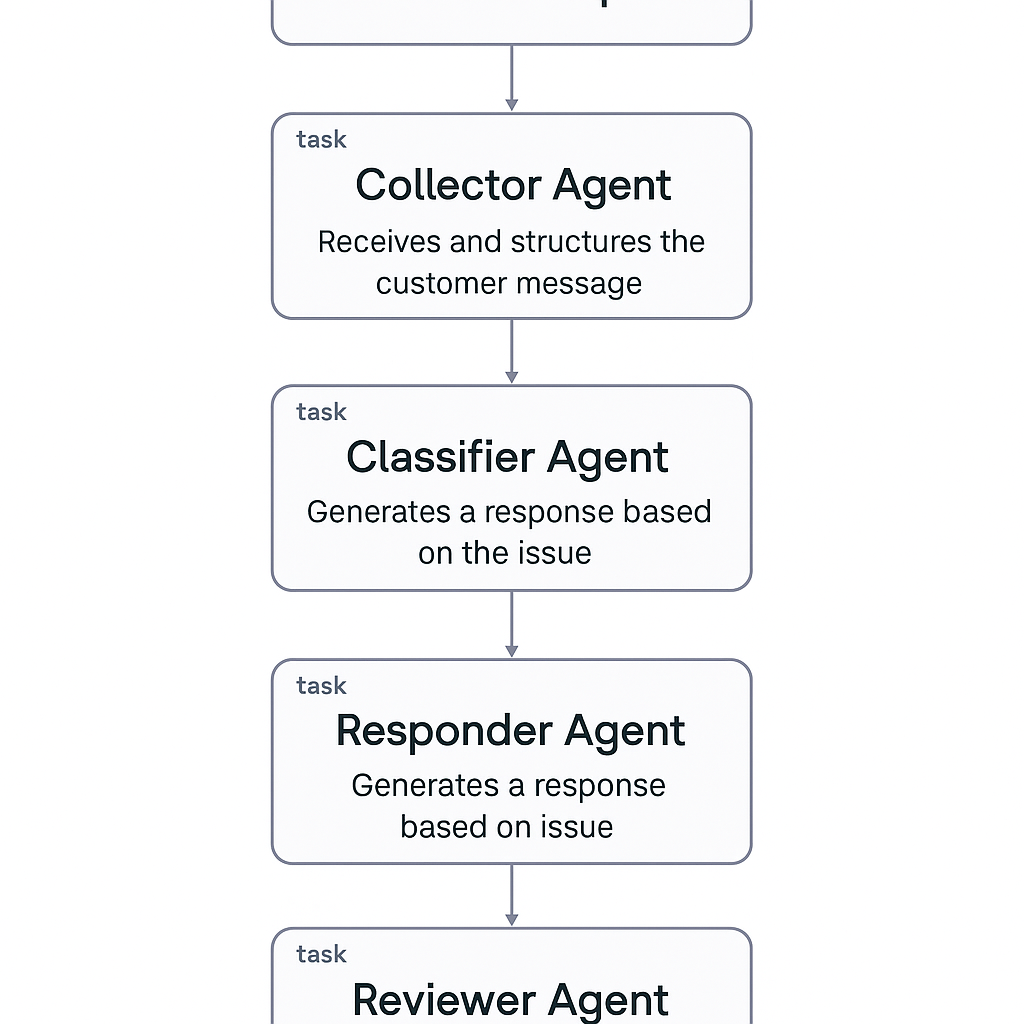 task
Collector Agent
Receives and structures the
customer message
task
Classifier Agent
Generates a response based
on the issue
task
Responder Agent
Generates a response
based on issue
task
Reviewer Agent